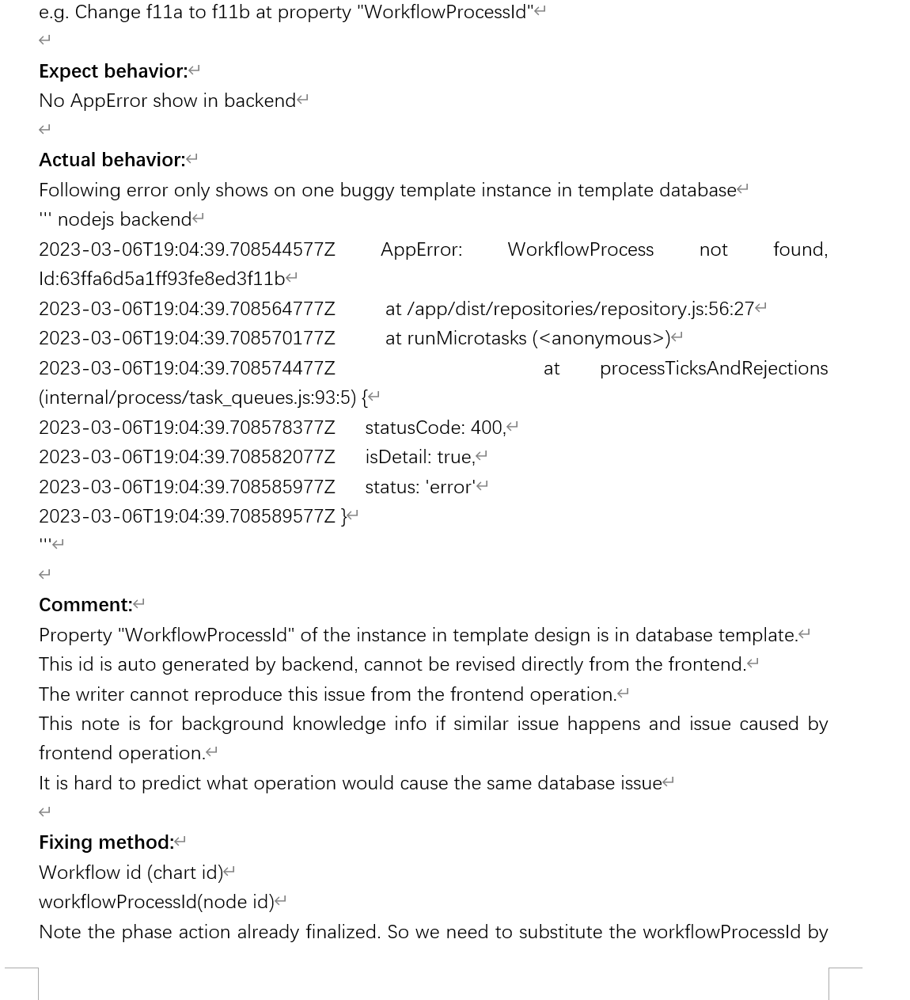 e.g. Change f11a to f11b at property "WorkflowProcessId"
Expect behavior:
No AppError show in backend
Actual behavior:
Following error only shows on one buggy template instance in template database
''' nodejs backend
2023-03-06T19:04:39.708544577Z AppError: WorkflowProcess not found,
Id:63ffa6d5a1ff93fe8ed3f11b
2023-03-06T19:04:39.708564777Z at /app/dist/repositories/repository.js:56:27
2023-03-06T19:04:39.708570177Z at runMicrotasks (<anonymous>)
2023-03-06T19:04:39.708574477Z at processTicksAndRejections
(internal/process/task_queues.js:93:5) {
2023-03-06T19:04:39.708578377Z statusCode: 400,
2023-03-06T19:04:39.708582077Z isDetail: true,
2023-03-06T19:04:39.708585977Z status: 'error'
2023-03-06T19:04:39.708589577Z }
'''
Comment:
Property "WorkflowProcessId" of the instance in template design is in database template.
This id is auto generated by backend, cannot be revised directly from the frontend.
The writer cannot reproduce this issue from the frontend operation.
This note is for background knowledge info if similar issue happens and issue caused by
frontend operation.
It is hard to predict what operation would cause the same database issue
Fixing method:
Workflow id (chart id)
workflowProcessId(node id)
Note the phase action already finalized. So we need to substitute the workflowProcessId by